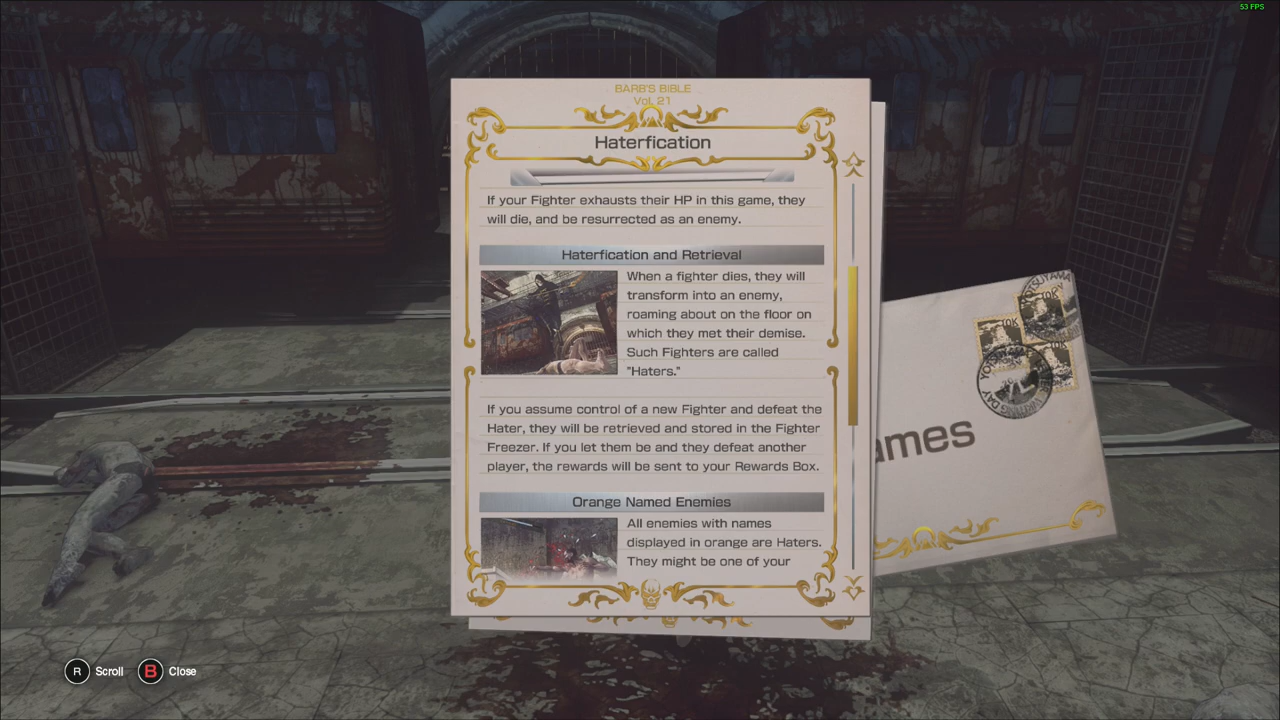 53 FPS
BARB'S BIBLE
Vol. 21
Haterfication
If your Fighter exhausts their HP in this game, they
will die, and be resurrected as an enemy.
Haterfication and Retrieval
When a fighter dies, they will
transform into an enemy,
roaming about on the floor on
which they met their demise.
Such Fighters are called
"Haters."
If you assume control of a new Fighter and defeat the
Hater, they will be retrieved and stored in the Fighter
Freezer. If you let them be and they defeat another
player, the rewards will be sent to your Rewards Box.
Orange Named Enemies
All enemies with names
displayed in orange are Haters.
They might be one of your
YOTSUYAMA
10K
10K
10K
ames
R Scroll B Close